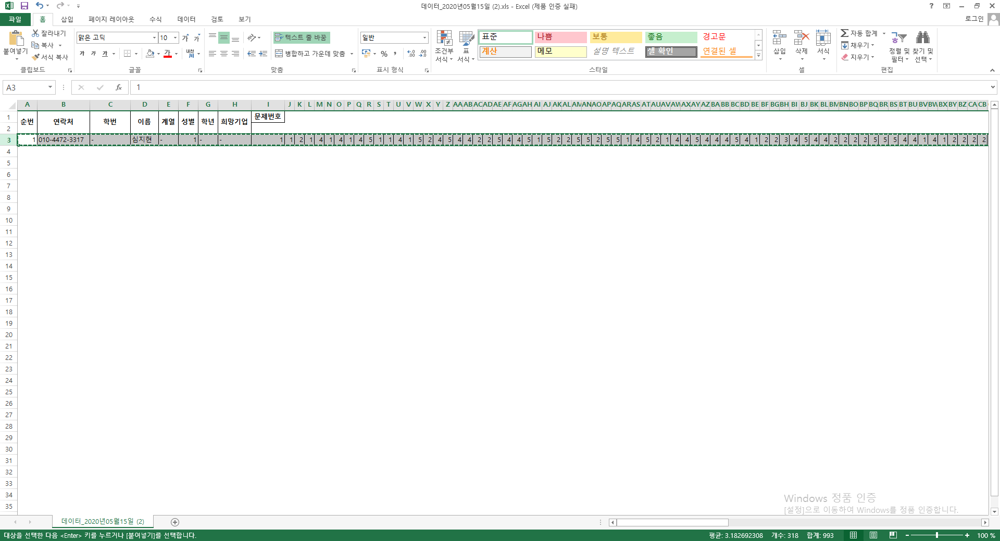 데이터_2020년05월15일 (2).xls - Excel (제품 인증 실패)
파일 홈 삽입 페이지 레이아웃 수식 데이터 검토 보기 로그인
붙여넣기
잘라내기
복사
서식 복사
클립보드
맑은 고딕 10
가 가
가 가 가 가 내천
글꼴
텍스트 줄 바꿈
병합하고 가운데 맞춤
맞춤
일반
%
표시 형식
조건부 서식
표 서식
표준 나쁨 보통 좋음 경고문
계산 메모 설명 텍스트 셀 확인 연결된 셀
스타일
삽입 삭제 서식
셀
자동 합계
채우기
지우기
정렬 및 필터
찾기 및 선택
편집
A3 fx 1
A B C D E F G H I J K L M N O P Q R S T U V W X Y Z AA AB AC AD AE AF AG AH AI AJ AK AL AM AN AO AP AQ AR AS AT AU AV AW AX AY AZ BA BB BC BD BE BF BG BH BI BJ BK BL BM BN BO BP BQ BR BS BT BU BV BW BX BY BZ CA CB
1 순번 연락처 학번 이름 계열 성별 학년 희망기업 문제번호
2
3 1 010-4472-3317 - 심지현 - 1 - - 1 1 2 1 4 1 4 1 4 5 1 1 4 1 5 2 4 5 4 4 2 2 5 4 4 5 1 5 2 2 5 5 2 5 5 1 4 5 2 1 4 4 5 4 4 4 5 4 1 2 2 3 4 5 4 4 2 2 2 2 5 5 5 4 4 1 4 1 2 2 2 2
4
5
6
7
8
9
10
11
12
13
14
15
16
17
18
19
20
21
22
23
24
25
26
27
28
29
30
31
32
33
34
35
Windows 정품 인증
[설정]으로 이동하여 Windows를 정품 인증합니다.
데이터_2020년05월15일 (2)
대상을 선택한 다음 <Enter> 키를 누르거나 [붙여넣기]를 선택합니다. 평균: 3.182692308 개수: 318 합계: 993 100 %